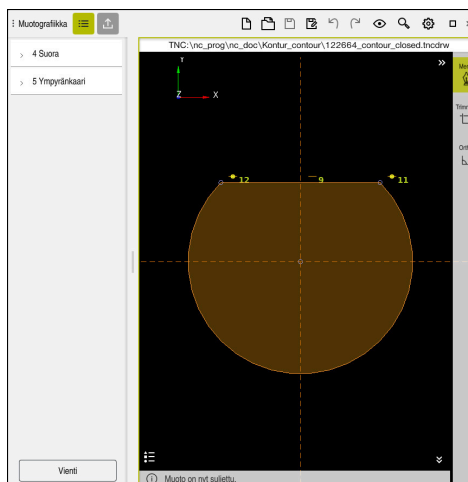 Muotografiikka
TNC:\nc_prog\nc_doc\Kontur_contour\122664_contour_closed.tncdrw
4 Suora
5 Ympyränkaari
Y
Z
X
12
9
11
Vienti
Muoto on nyt suljettu.